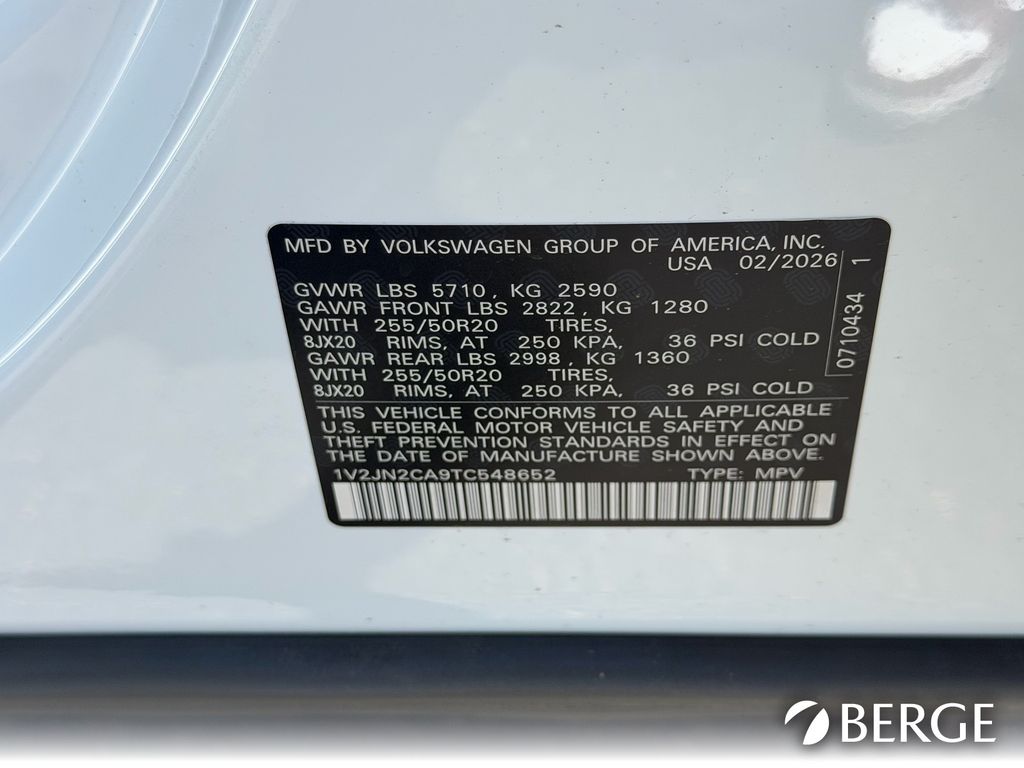 MFD BY VOLKSWAGEN GROUP OF AMERICA, INC.
USA 02/2026
GVWR LBS 5710, KG 2590
GAWR FRONT LBS 2822, KG 1280
WITH 255/50R20 TIRES,
8JX20 RIMS, AT 250 KPA, 36 PSI COLD
GAWR REAR LBS 2998, KG 1360
WITH 255/50R20 TIRES,
8JX20 RIMS, AT 250 KPA, 36 PSI COLD
THIS VEHICLE CONFORMS TO ALL APPLICABLE
U.S. FEDERAL MOTOR VEHICLE SAFETY AND
THEFT PREVENTION STANDARDS IN EFFECT ON
THE DATE OF MANUFACTURE SHOWN ABOVE.
1V2JN2CA9TC548652 TYPE: MPV
0710434 1
BERGE